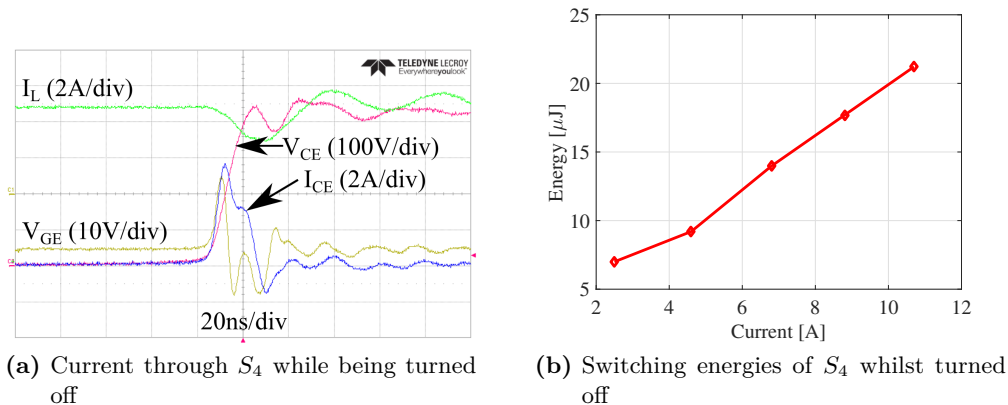 TELEDYNE LECROY
Everywhereyoulook™
I_L (2A/div)
V_CE (100V/div)
I_CE (2A/div)
V_GE (10V/div)
20ns/div
(a) Current through S_4 while being turned
off
25
20
15
10
5
Energy [μJ]
2
4
6
8
10
12
Current [A]
(b) Switching energies of S_4 whilst turned
off